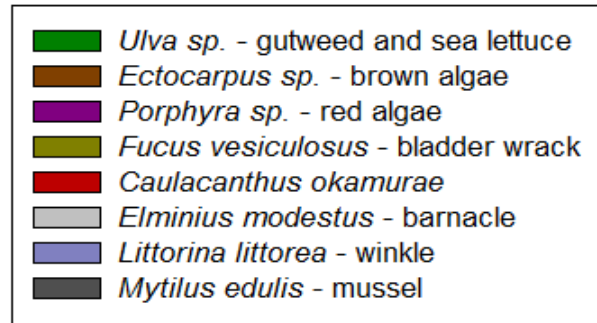 Ulva sp. - gutweed and sea lettuce
Ectocarpus sp. - brown algae
Porphyra sp. - red algae
Fucus vesiculosus - bladder wrack
Caulacanthus okamurae
Elminius modestus - barnacle
Littorina littorea - winkle
Mytilus edulis - mussel